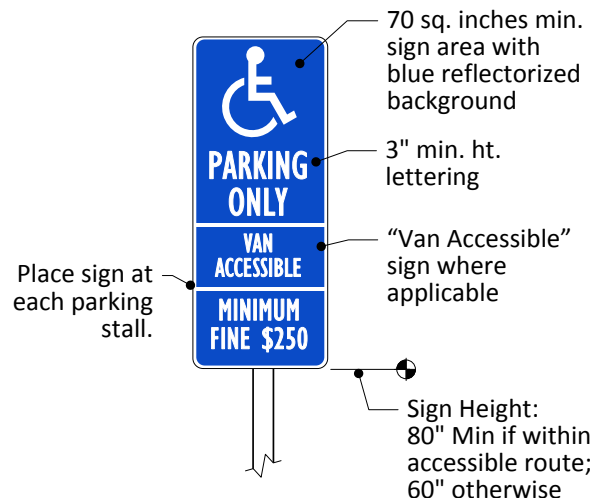 70 sq. inches min.
sign area with
blue reflectorized
background
PARKING
ONLY
3" min. ht.
lettering
VAN
ACCESSIBLE
“Van Accessible”
sign where
applicable
Place sign at
each parking
stall.
MINIMUM
FINE $250
Sign Height:
80" Min if within
accessible route;
60" otherwise